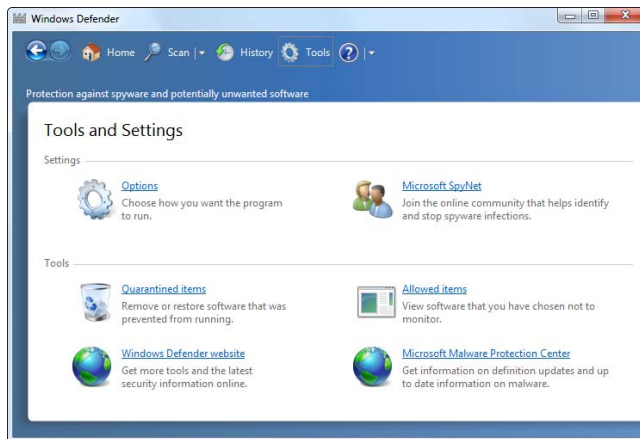 Windows Defender
Home Scan History Tools
Protection against spyware and potentially unwanted software
Tools and Settings
Settings
Options
Choose how you want the program
to run.
Microsoft SpyNet
Join the online community that helps identify
and stop spyware infections.
Tools
Quarantined items
Remove or restore software that was
prevented from running.
Allowed items
View software that you have chosen not to
monitor.
Windows Defender website
Get more tools and the latest
security information online.
Microsoft Malware Protection Center
Get information on definition updates and up
to date information on malware.